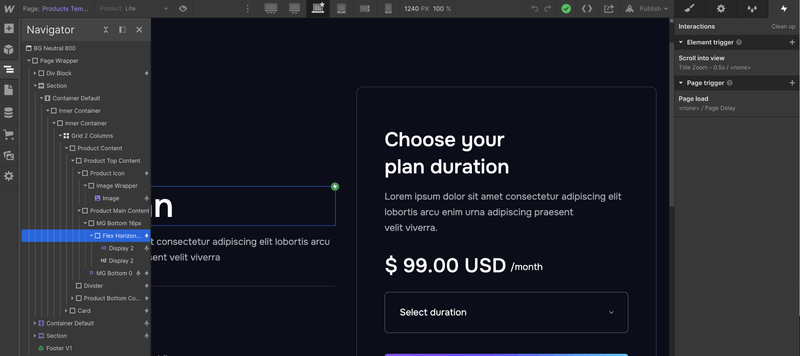 Page: Products Tem...
Product: Lite
1240 PX 100 %
Publish
Navigator
BG Neutral 800
Page Wrapper
Div Block
Section
Container Default
Inner Container
Inner Container
Grid 2 Columns
Product Content
Product Top Content
Product Icon
Image Wrapper
Image
Product Main Content
MG Bottom 16px
Flex Horizon...
H1 Display 2
H2 Display 2
P MG Bottom 0
Divider
Product Bottom Co...
Card
Container Default
Section
Footer V1
n
t consectetur adipiscing elit lobortis arcu
sent velit viverra
Choose your
plan duration
Lorem ipsum dolor sit amet consectetur adipiscing elit
lobortis arcu enim urna adipiscing praesent
velit viverra.
$ 99.00 USD /month
Select duration
Interactions
Clean up
Element trigger
Scroll into view
Title Zoom - 0.5s / <none>
Page trigger
Page load
<none> / Page Delay